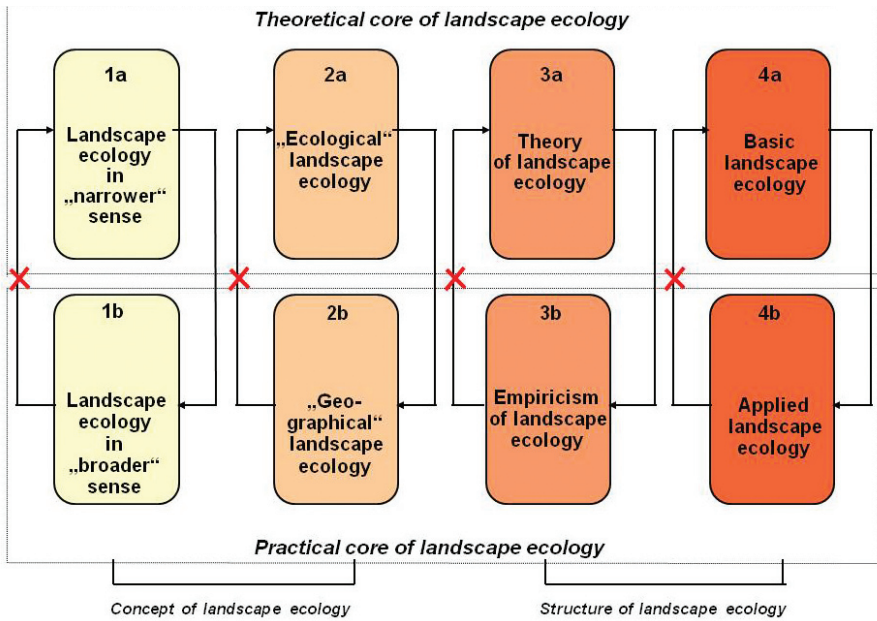 Theoretical core of landscape ecology
1a
Landscape
ecology
in
„narrower“
sense
2a
„Ecological“
landscape
ecology
3a
Theory
of landscape
ecology
4a
Basic
landscape
ecology
1b
Landscape
ecology
in
„broader“
sense
2b
„Geo-
graphical“
landscape
ecology
3b
Empiricism
of landscape
ecology
4b
Applied
landscape
ecology
Practical core of landscape ecology
Concept of landscape ecology
Structure of landscape ecology